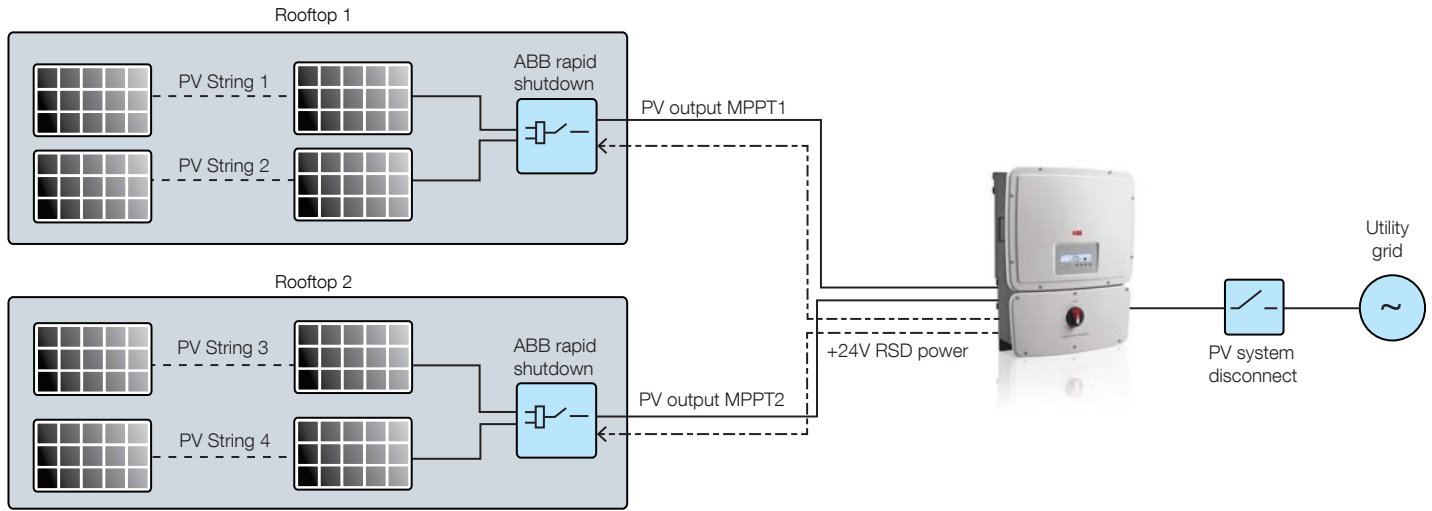 Rooftop 1
PV String 1
PV String 2
ABB rapid
shutdown
PV output MPPT1
Rooftop 2
PV String 3
PV String 4
ABB rapid
shutdown
PV output MPPT2
+24V RSD power
ABB
PV system
disconnect
Utility
grid
~